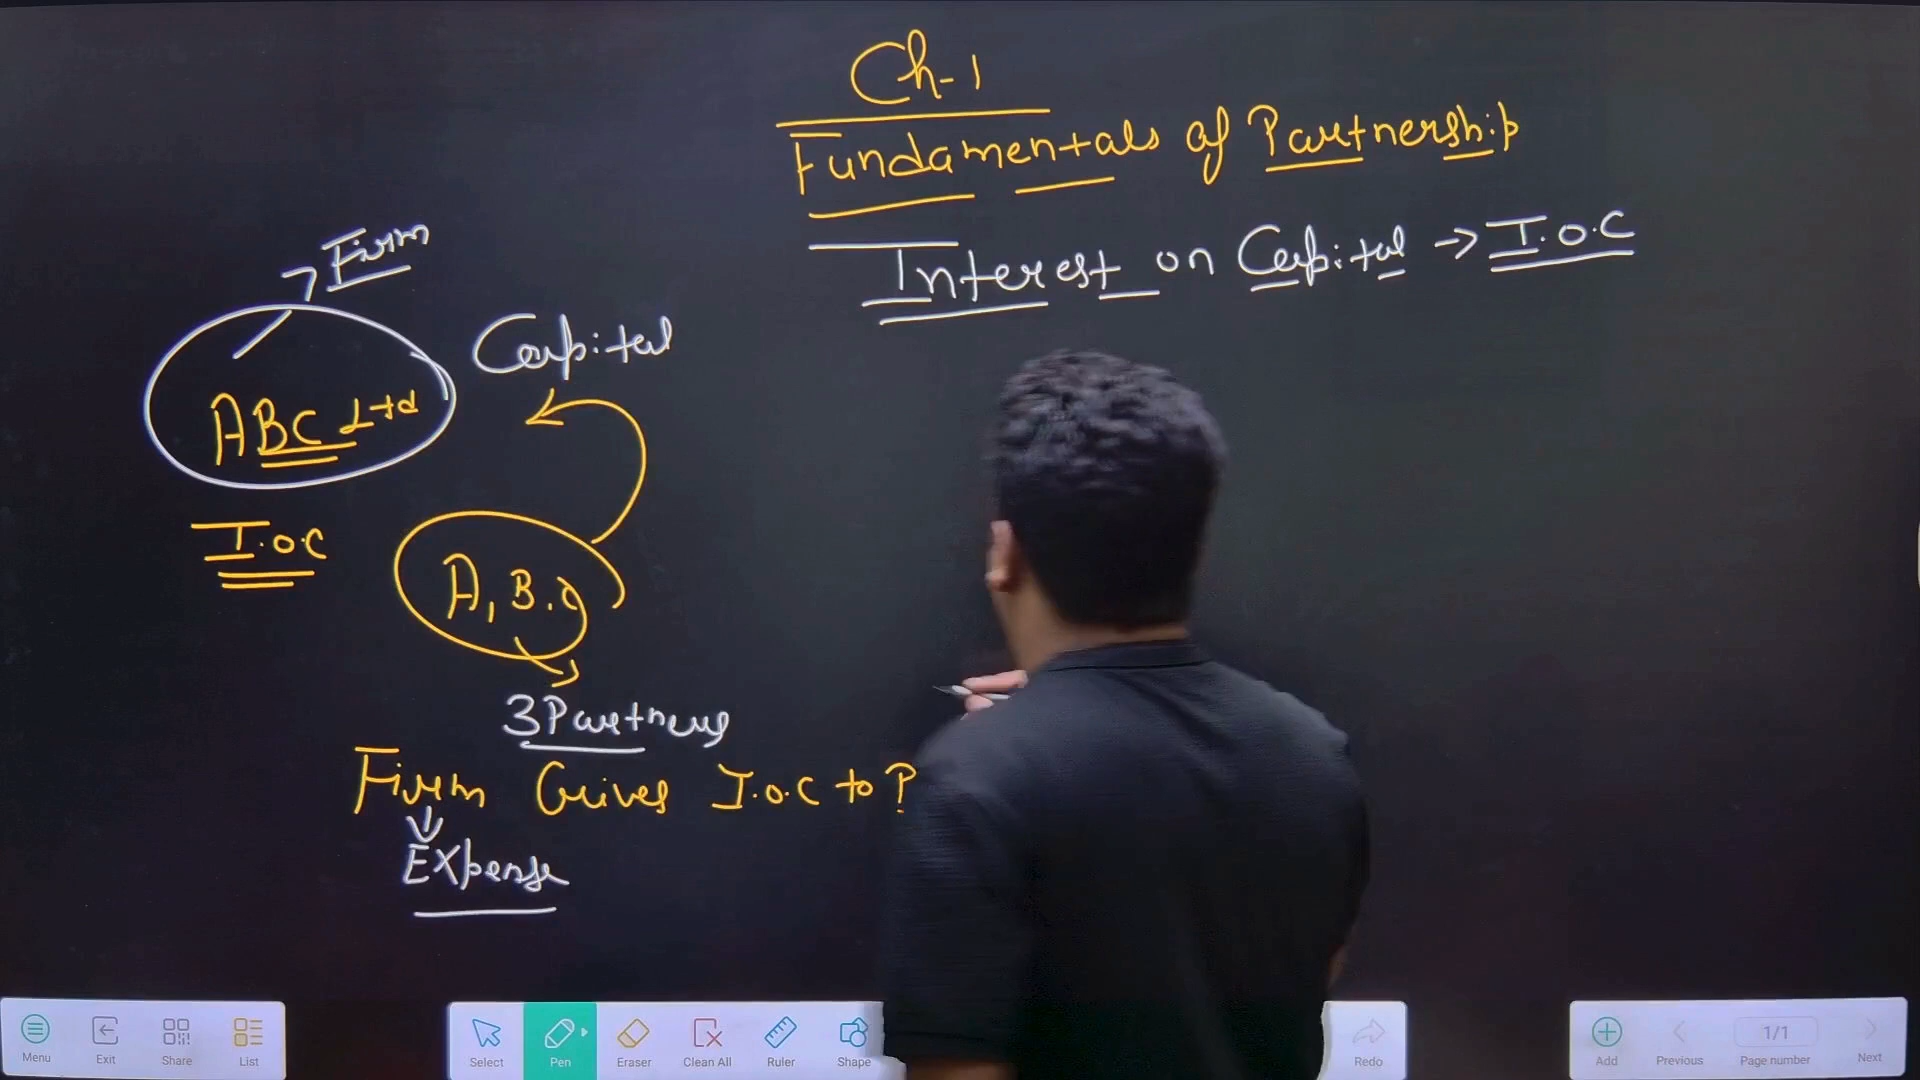 Ch-1
Fundamentals of Partnership
Interest on Capital → I.O.C
Firm
Capital
ABC Ltd
I.O.C
A, B,
3 Partners
Firm Gives I.O.C to ?
Expense
Menu
Exit
Share
List
Select
Pen
Eraser
Clean All
Ruler
Shape
Redo
Add
Previous
1/1
Page number
Next